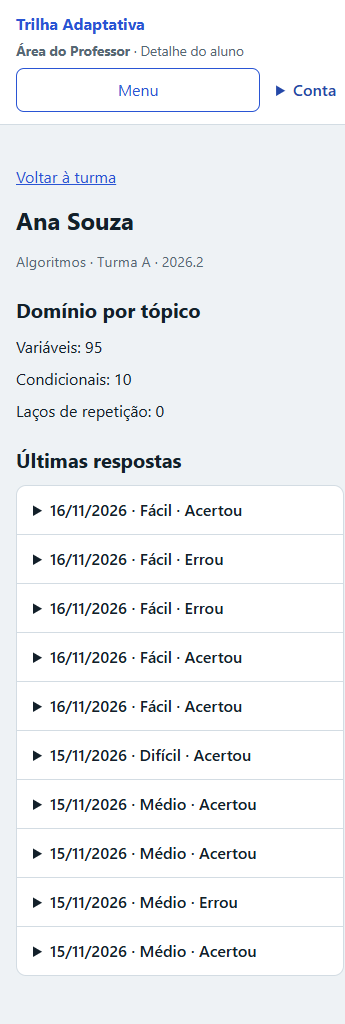 Trilha Adaptativa
Área do Professor · Detalhe do aluno
Menu
▶ Conta
Voltar à turma
Ana Souza
Algoritmos · Turma A · 2026.2
Domínio por tópico
Variáveis: 95
Condicionais: 10
Laços de repetição: 0
Últimas respostas
▶ 16/11/2026 · Fácil · Acertou
▶ 16/11/2026 · Fácil · Errou
▶ 16/11/2026 · Fácil · Errou
▶ 16/11/2026 · Fácil · Acertou
▶ 16/11/2026 · Fácil · Acertou
▶ 15/11/2026 · Difícil · Acertou
▶ 15/11/2026 · Médio · Acertou
▶ 15/11/2026 · Médio · Acertou
▶ 15/11/2026 · Médio · Errou
▶ 15/11/2026 · Médio · Acertou